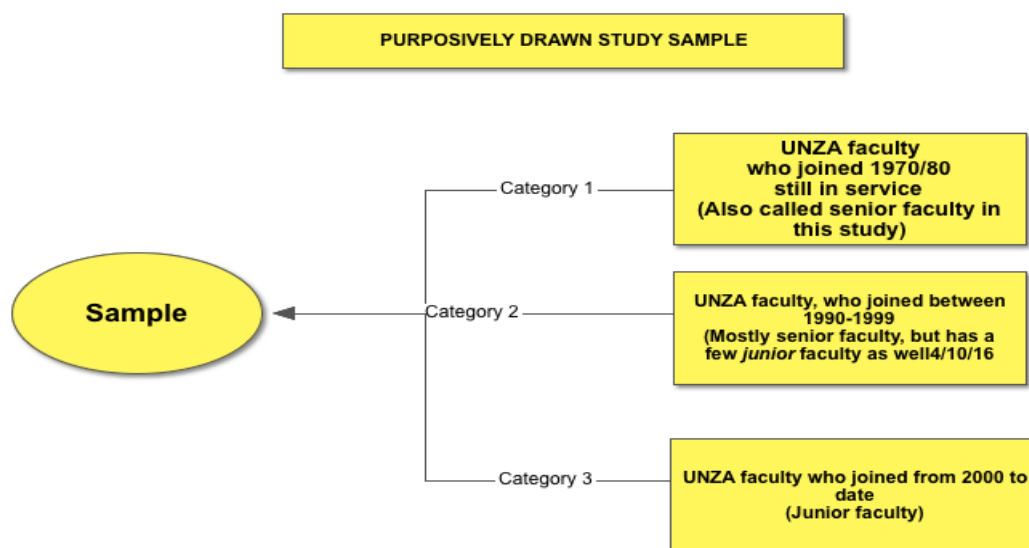 PURPOSIVELY DRAWN STUDY SAMPLE
Category 1
UNZA faculty
who joined 1970/80
still in service
(Also called senior faculty in
this study)
Sample
Category 2
UNZA faculty, who joined between
1990-1999
(Mostly senior faculty, but has a
few junior faculty as well4/10/16
Category 3
UNZA faculty who joined from 2000 to
date
(Junior faculty)